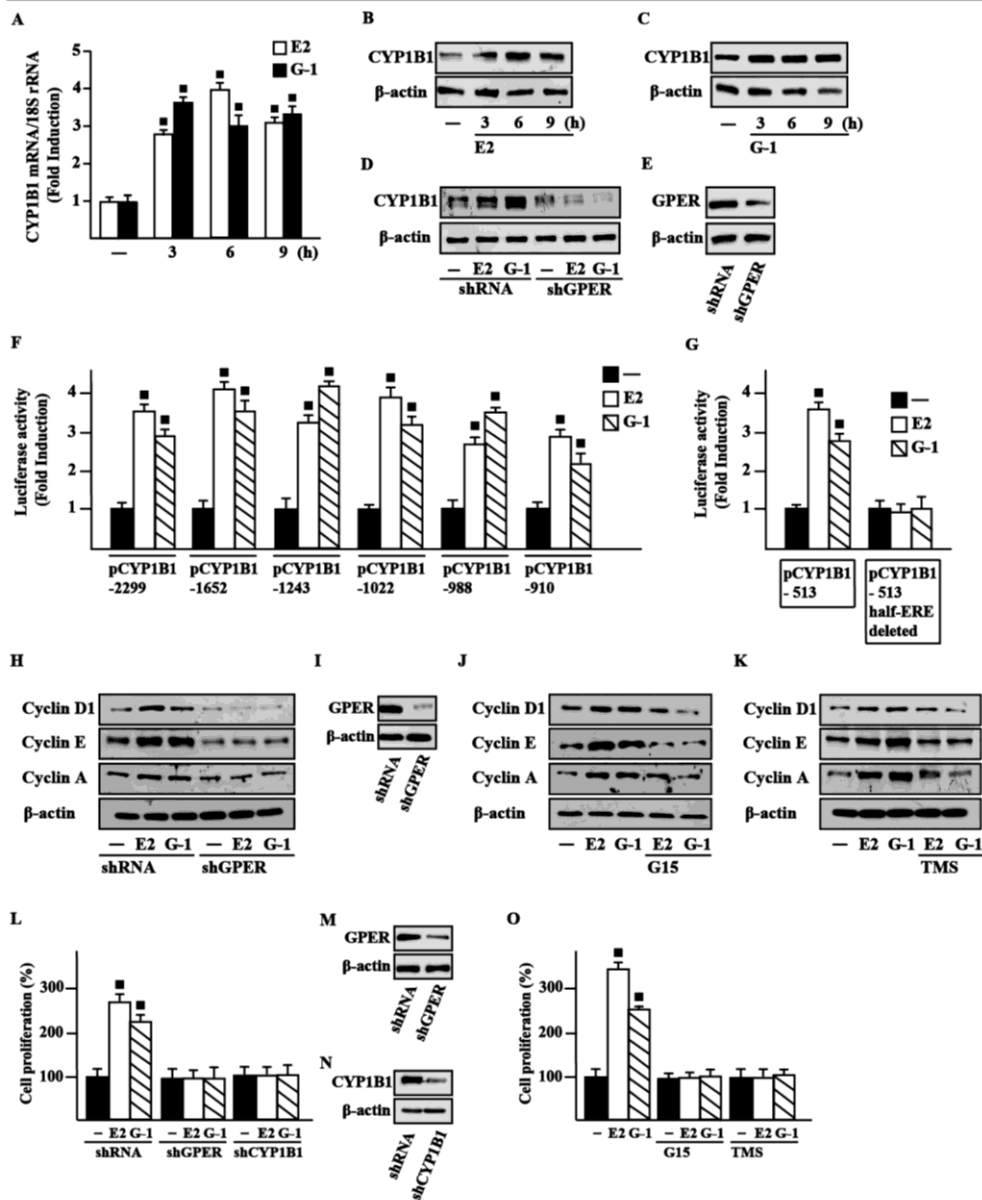 A
CYP1B1 mRNA/18S rRNA
(Fold Induction)
5
4
3
2
1
E2
G-1
— 3 6 9 (h)
B
CYP1B1
β-actin
— 3 6 9 (h)
E2
C
CYP1B1
β-actin
— 3 6 9 (h)
G-1
D
CYP1B1
β-actin
— E2 G-1 — E2 G-1
shRNA shGPER
E
GPER
β-actin
shRNA
shGPER
F
Luciferase activity
(Fold Induction)
4
3
2
1
—
E2
G-1
pCYP1B1 pCYP1B1 pCYP1B1 pCYP1B1 pCYP1B1 pCYP1B1
-2299 -1652 -1243 -1022 -988 -910
G
Luciferase activity
(Fold Induction)
4
3
2
1
—
E2
G-1
pCYP1B1
- 513
pCYP1B1
- 513
half-ERE
deleted
H
Cyclin D1
Cyclin E
Cyclin A
β-actin
— E2 G-1 — E2 G-1
shRNA shGPER
I
GPER
β-actin
shRNA
shGPER
J
Cyclin D1
Cyclin E
Cyclin A
β-actin
— E2 G-1 E2 G-1
G15
K
Cyclin D1
Cyclin E
Cyclin A
β-actin
— E2 G-1 E2 G-1
TMS
L
Cell proliferation (%)
300
200
100
– E2 G-1 – E2 G-1 – E2 G-1
shRNA shGPER shCYP1B1
M
GPER
β-actin
shRNA
shGPER
N
CYP1B1
β-actin
shRNA
shCYP1B1
O
Cell proliferation (%)
300
200
100
– E2 G-1 – E2 G-1 – E2 G-1
G15 TMS